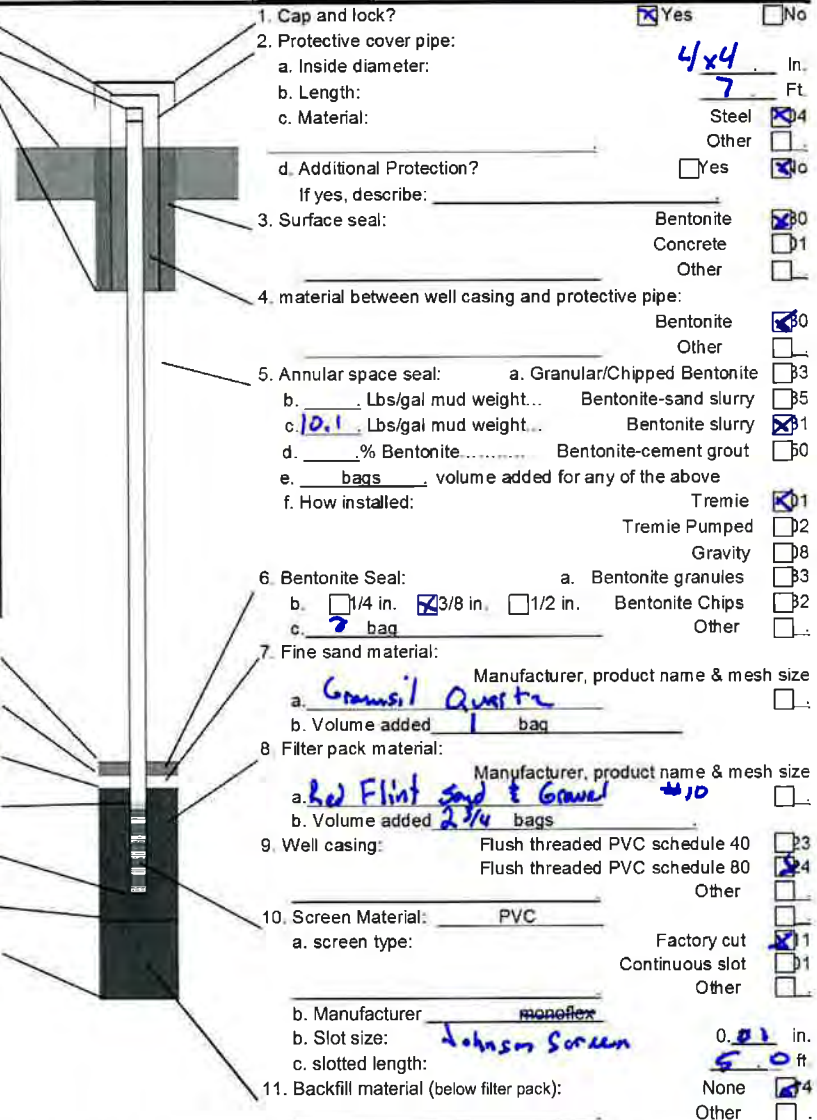 1. Cap and lock? ☒ Yes ☐ No
2. Protective cover pipe:
a. Inside diameter: 4x4 . In.
b. Length: 7 . Ft.
c. Material: Steel ☒ 04
Other ☐
d. Additional Protection? ☐ Yes ☒ No
If yes, describe:
3. Surface seal: Bentonite ☒ 30
Concrete ☐ 01
Other ☐
4. material between well casing and protective pipe:
Bentonite ☒ 30
Other ☐
5. Annular space seal: a. Granular/Chipped Bentonite ☐ 33
b. ____ . Lbs/gal mud weight... Bentonite-sand slurry ☐ 35
c. 10.1 . Lbs/gal mud weight... Bentonite slurry ☒ 31
d. ____ .% Bentonite........... Bentonite-cement grout ☐ 50
e. bags . volume added for any of the above
f. How installed: Tremie ☒ 01
Tremie Pumped ☐ 02
Gravity ☐ 08
6. Bentonite Seal: a. Bentonite granules ☐ 33
b. ☐ 1/4 in. ☒ 3/8 in. ☐ 1/2 in. Bentonite Chips ☐ 32
c. bag Other ☐
7. Fine sand material:
Manufacturer, product name & mesh size
a. Quartz ☐
b. Volume added 1 bag
8. Filter pack material:
Manufacturer, product name & mesh size
a. Red Flint Sand & Gravel #10 ☐
b. Volume added 2 3/4 bags
9. Well casing: Flush threaded PVC schedule 40 ☐ 23
Flush threaded PVC schedule 80 ☒ 24
Other ☐
10. Screen Material: PVC ☐
a. screen type: Factory cut ☒ 11
Continuous slot ☐ 01
Other ☐
b. Manufacturer monoflex
b. Slot size: Johnson Screen 0.01 in.
c. slotted length: 5.0 ft
11. Backfill material (below filter pack): None ☒ 14
Other ☐